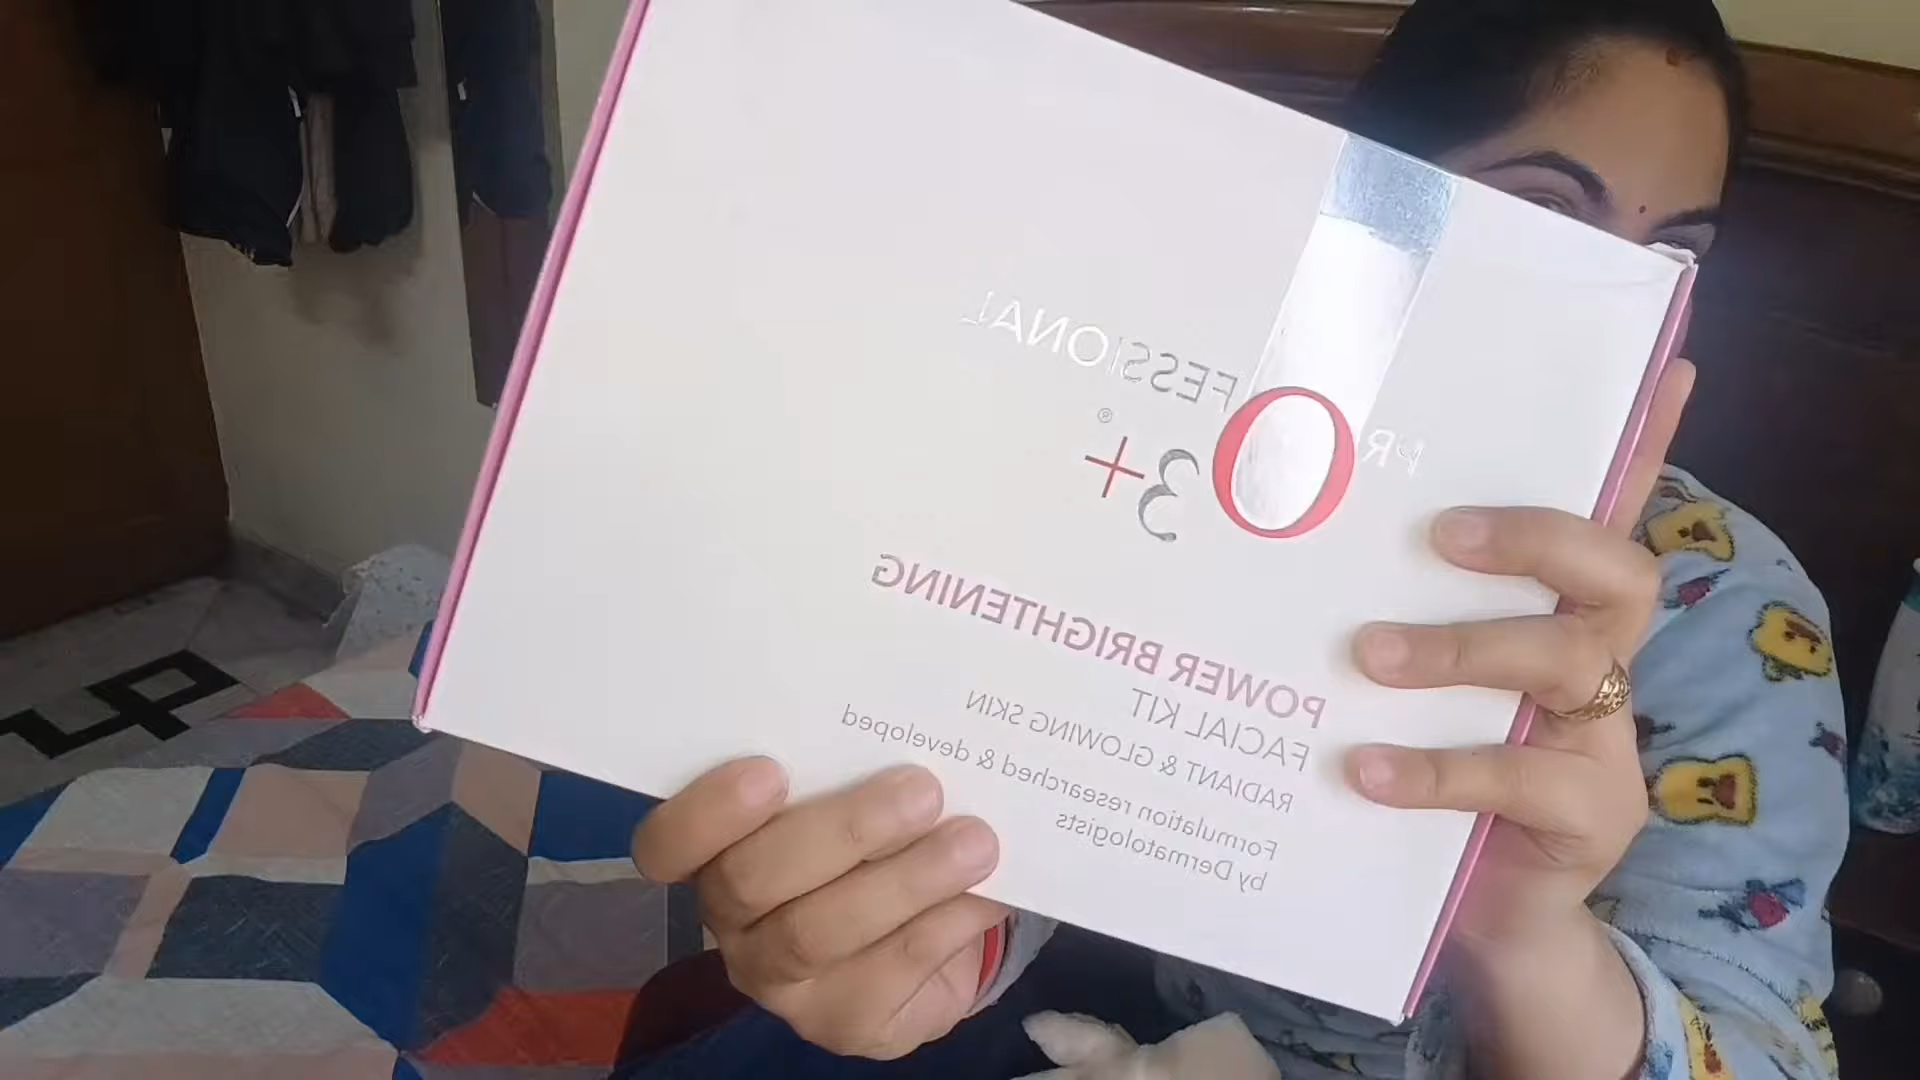 PROFESSIONAL
O3+®
POWER BRIGHTENING
FACIAL KIT
RADIANT & GLOWING SKIN
Formulation researched & developed
by Dermatologists